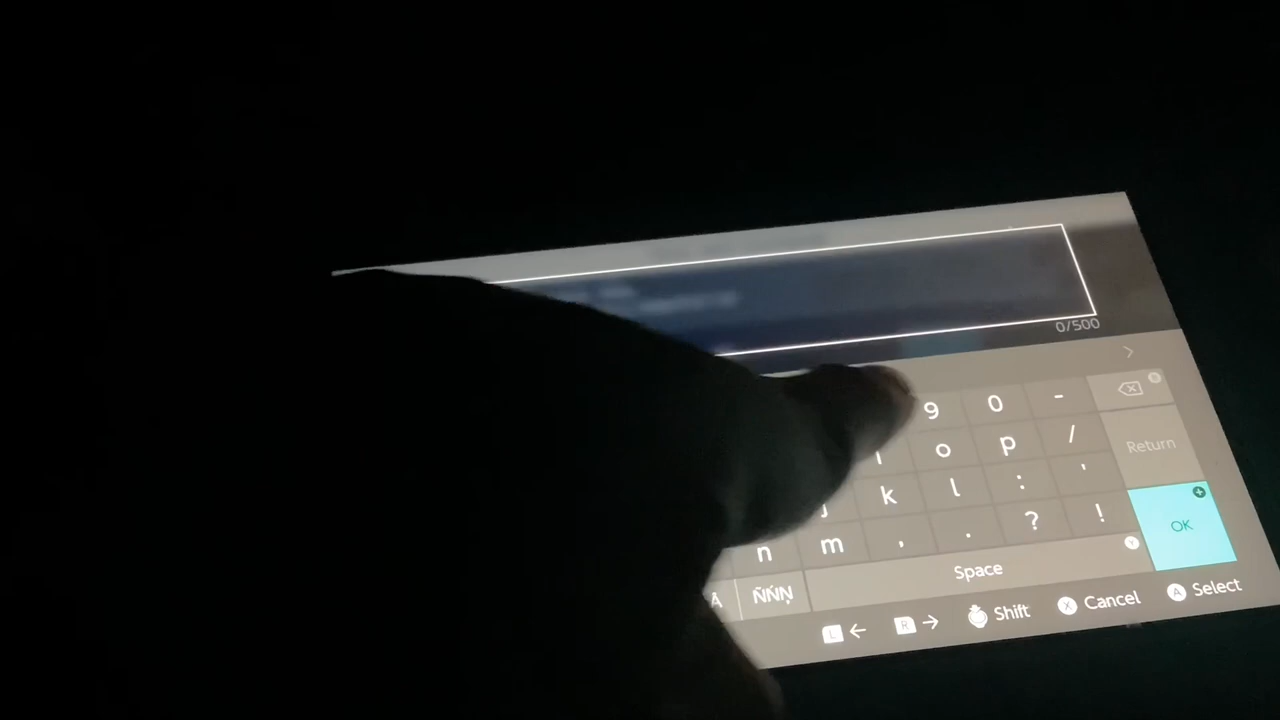 0/500
9 0 -
o p / Return
j k l : '
n m , . ? ! OK
ÑŃŅ Space
L ← R → Shift X Cancel A Select